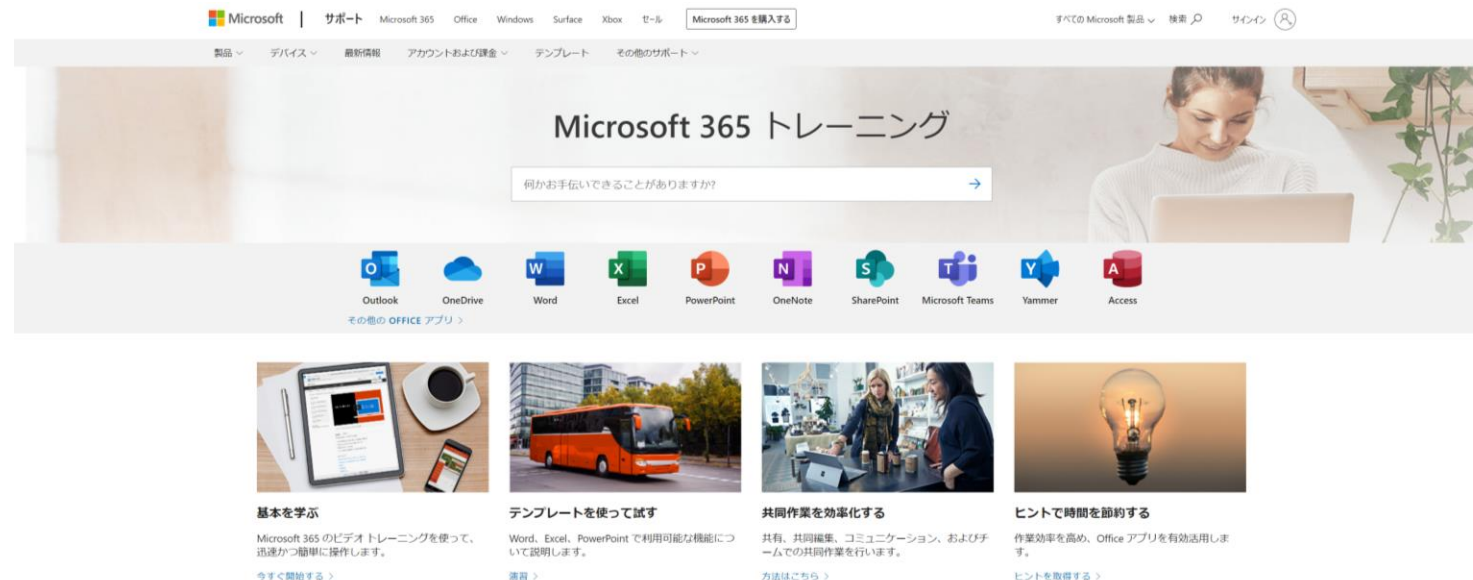 Microsoft
サポート Microsoft 365 Office Windows Surface Xbox セール Microsoft 365 を購入する すべての Microsoft 製品 検索 サインイン
製品 デバイス 最新情報 アカウントおよび課金 テンプレート その他のサポート
Microsoft 365 トレーニング
何かお手伝いできることがありますか?
Outlook OneDrive Word Excel PowerPoint OneNote SharePoint Microsoft Teams Yammer Access
その他の OFFICE アプリ >
基本を学ぶ
Microsoft 365 のビデオ トレーニングを使って、
迅速かつ簡単に操作します。
今すぐ開始する >
テンプレートを使って試す
Word、Excel、PowerPoint で利用可能な機能につ
いて説明します。
演習 >
共同作業を効率化する
共有、共同編集、コミュニケーション、およびチ
ームでの共同作業を行います。
方法はこちら >
ヒントで時間を節約する
作業効率を高め、Office アプリを有効活用しま
す。
ヒントを取得する >